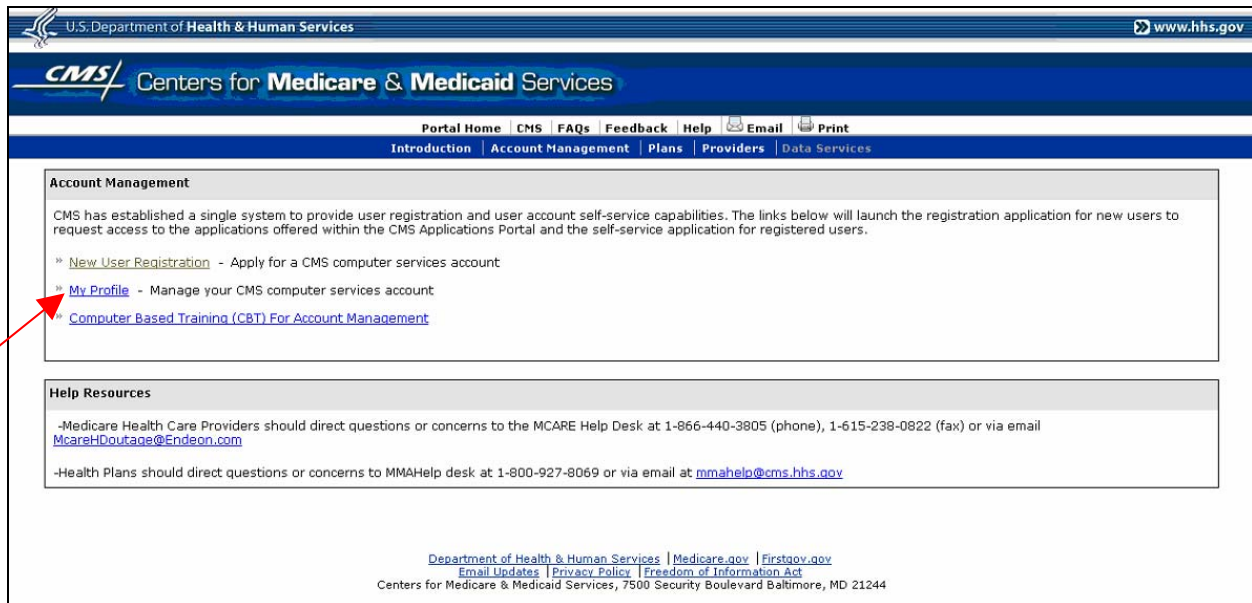 U.S. Department of Health & Human Services
www.hhs.gov
CMS/ Centers for Medicare & Medicaid Services
Portal Home | CMS | FAQs | Feedback | Help | Email | Print
Introduction | Account Management | Plans | Providers | Data Services
Account Management
CMS has established a single system to provide user registration and user account self-service capabilities. The links below will launch the registration application for new users to
request access to the applications offered within the CMS Applications Portal and the self-service application for registered users.
» New User Registration - Apply for a CMS computer services account
» My Profile - Manage your CMS computer services account
» Computer Based Training (CBT) For Account Management
Help Resources
-Medicare Health Care Providers should direct questions or concerns to the MCARE Help Desk at 1-866-440-3805 (phone), 1-615-238-0822 (fax) or via email
McareHDoutage@Endeon.com
-Health Plans should direct questions or concerns to MMAHelp desk at 1-800-927-8069 or via email at mmahelp@cms.hhs.gov
Department of Health & Human Services | Medicare.gov | Firstgov.gov
Email Updates | Privacy Policy | Freedom of Information Act
Centers for Medicare & Medicaid Services, 7500 Security Boulevard Baltimore, MD 21244